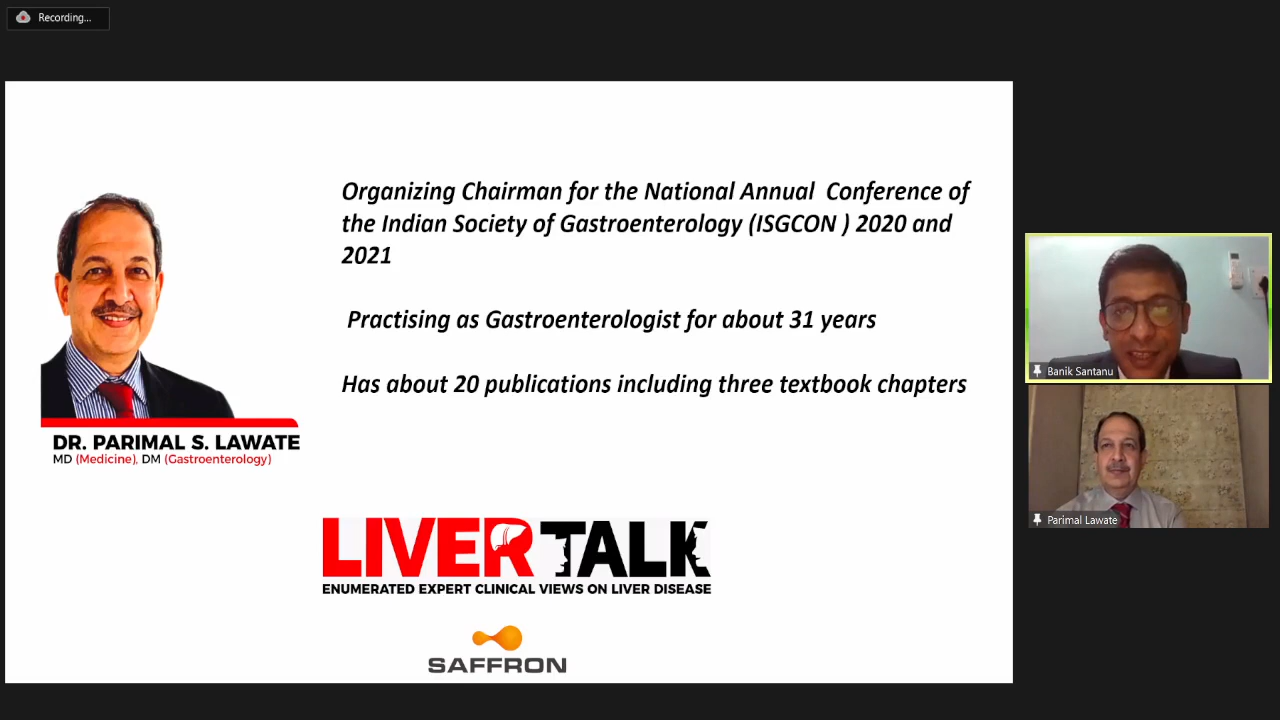 Recording...
Organizing Chairman for the National Annual Conference of
the Indian Society of Gastroenterology (ISGCON ) 2020 and
2021
Practising as Gastroenterologist for about 31 years
Has about 20 publications including three textbook chapters
DR. PARIMAL S. LAWATE
MD (Medicine), DM (Gastroenterology)
LIVER TALK
ENUMERATED EXPERT CLINICAL VIEWS ON LIVER DISEASE
SAFFRON
Banik Santanu
Parimal Lawate